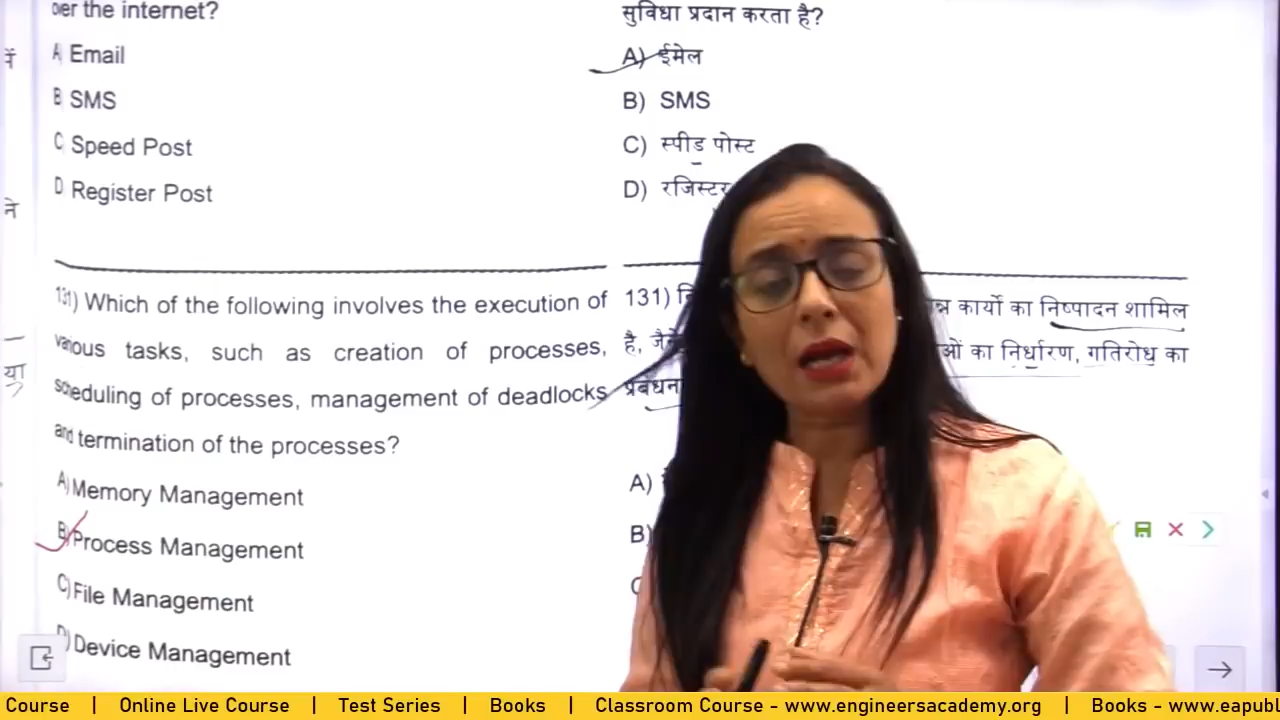 per the internet?
A) Email
B) SMS
C) Speed Post
D) Register Post
सुविधा प्रदान करता है?
A) ईमेल
B) SMS
C) स्पीड पोस्ट
D) रजिस्टर
में
ने
या
131) Which of the following involves the execution of
various tasks, such as creation of processes,
scheduling of processes, management of deadlocks
and termination of the processes?
A) Memory Management
B) Process Management
C) File Management
D) Device Management
131)
कार्यों का निष्पादन शामिल
है, जैसे
का निर्धारण, गतिरोध का
प्रबंधन
A)
B)
Course | Online Live Course | Test Series | Books | Classroom Course - www.engineersacademy.org | Books - www.eapubl